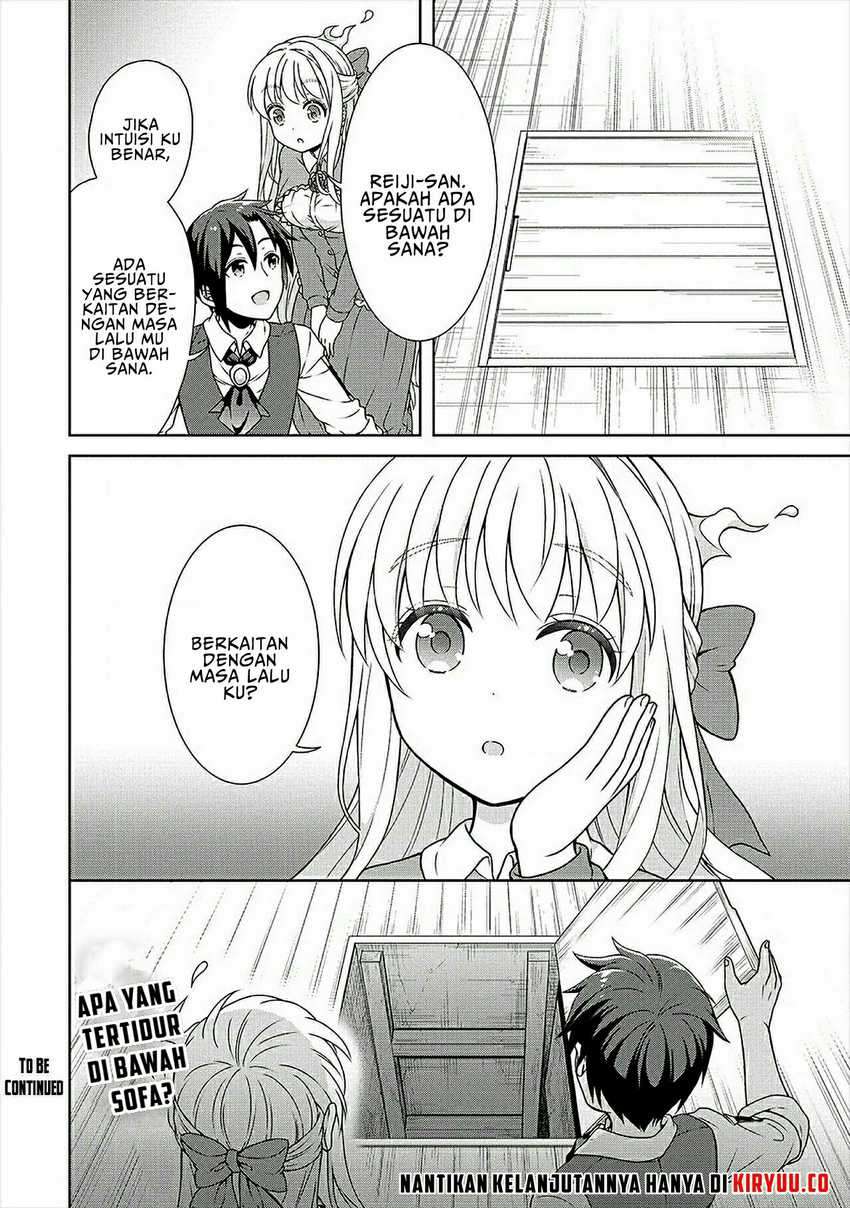 REIJI-SAN.
APAKAH ADA
SESUATU DI
BAWAH
SANA?
JIKA
INTUISI KU
BENAR,
ADA
SESUATU
YANG BER-
KAITAN DE-
NGAN MASA
LALU MU
DI BAWAH
SANA.
BERKAITAN
DENGAN
MASA LALU
KU?
APA YANG
TERTIDUR
DI BAWAH
SOFA?
TO BE
CONTINUED
NANTIKAN KELANJUTANNYA HANYA DI KIRYUU.CO